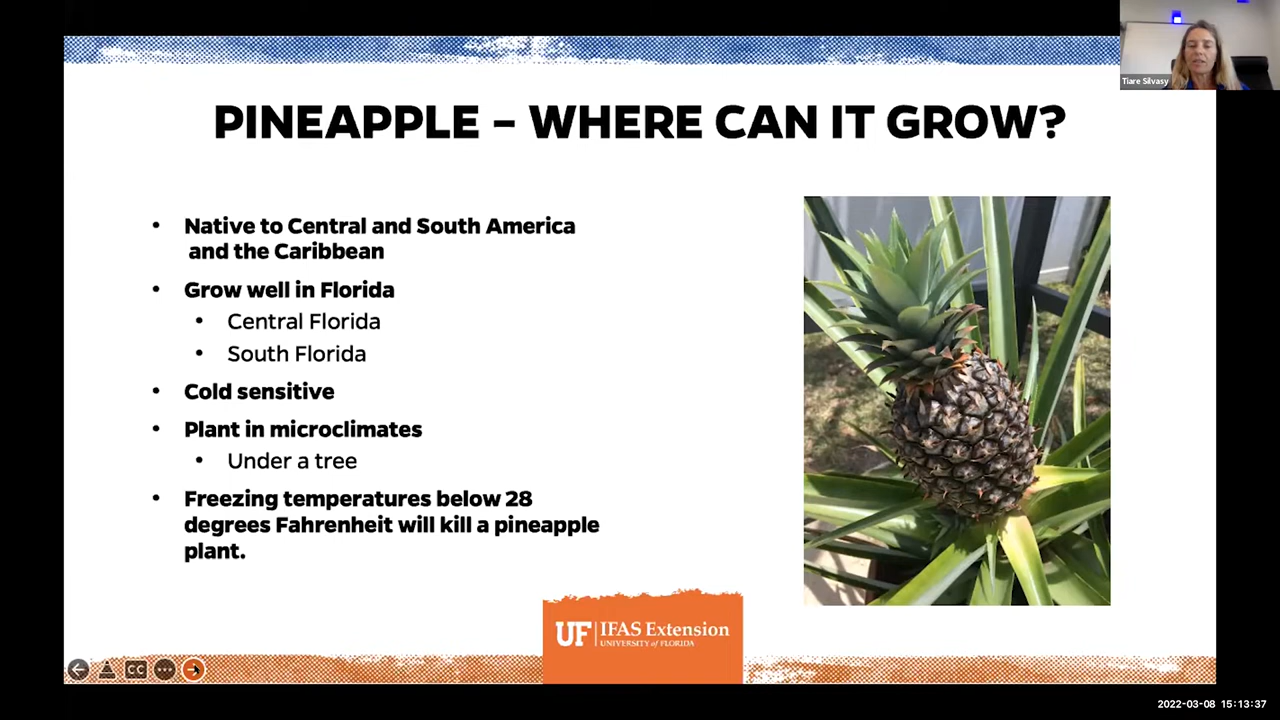 Tiare Silvasy
PINEAPPLE – WHERE CAN IT GROW?
• Native to Central and South America
and the Caribbean
• Grow well in Florida
• Central Florida
• South Florida
• Cold sensitive
• Plant in microclimates
• Under a tree
• Freezing temperatures below 28
degrees Fahrenheit will kill a pineapple
plant.
UF IFAS Extension
UNIVERSITY of FLORIDA
CC
2022-03-08 15:13:37